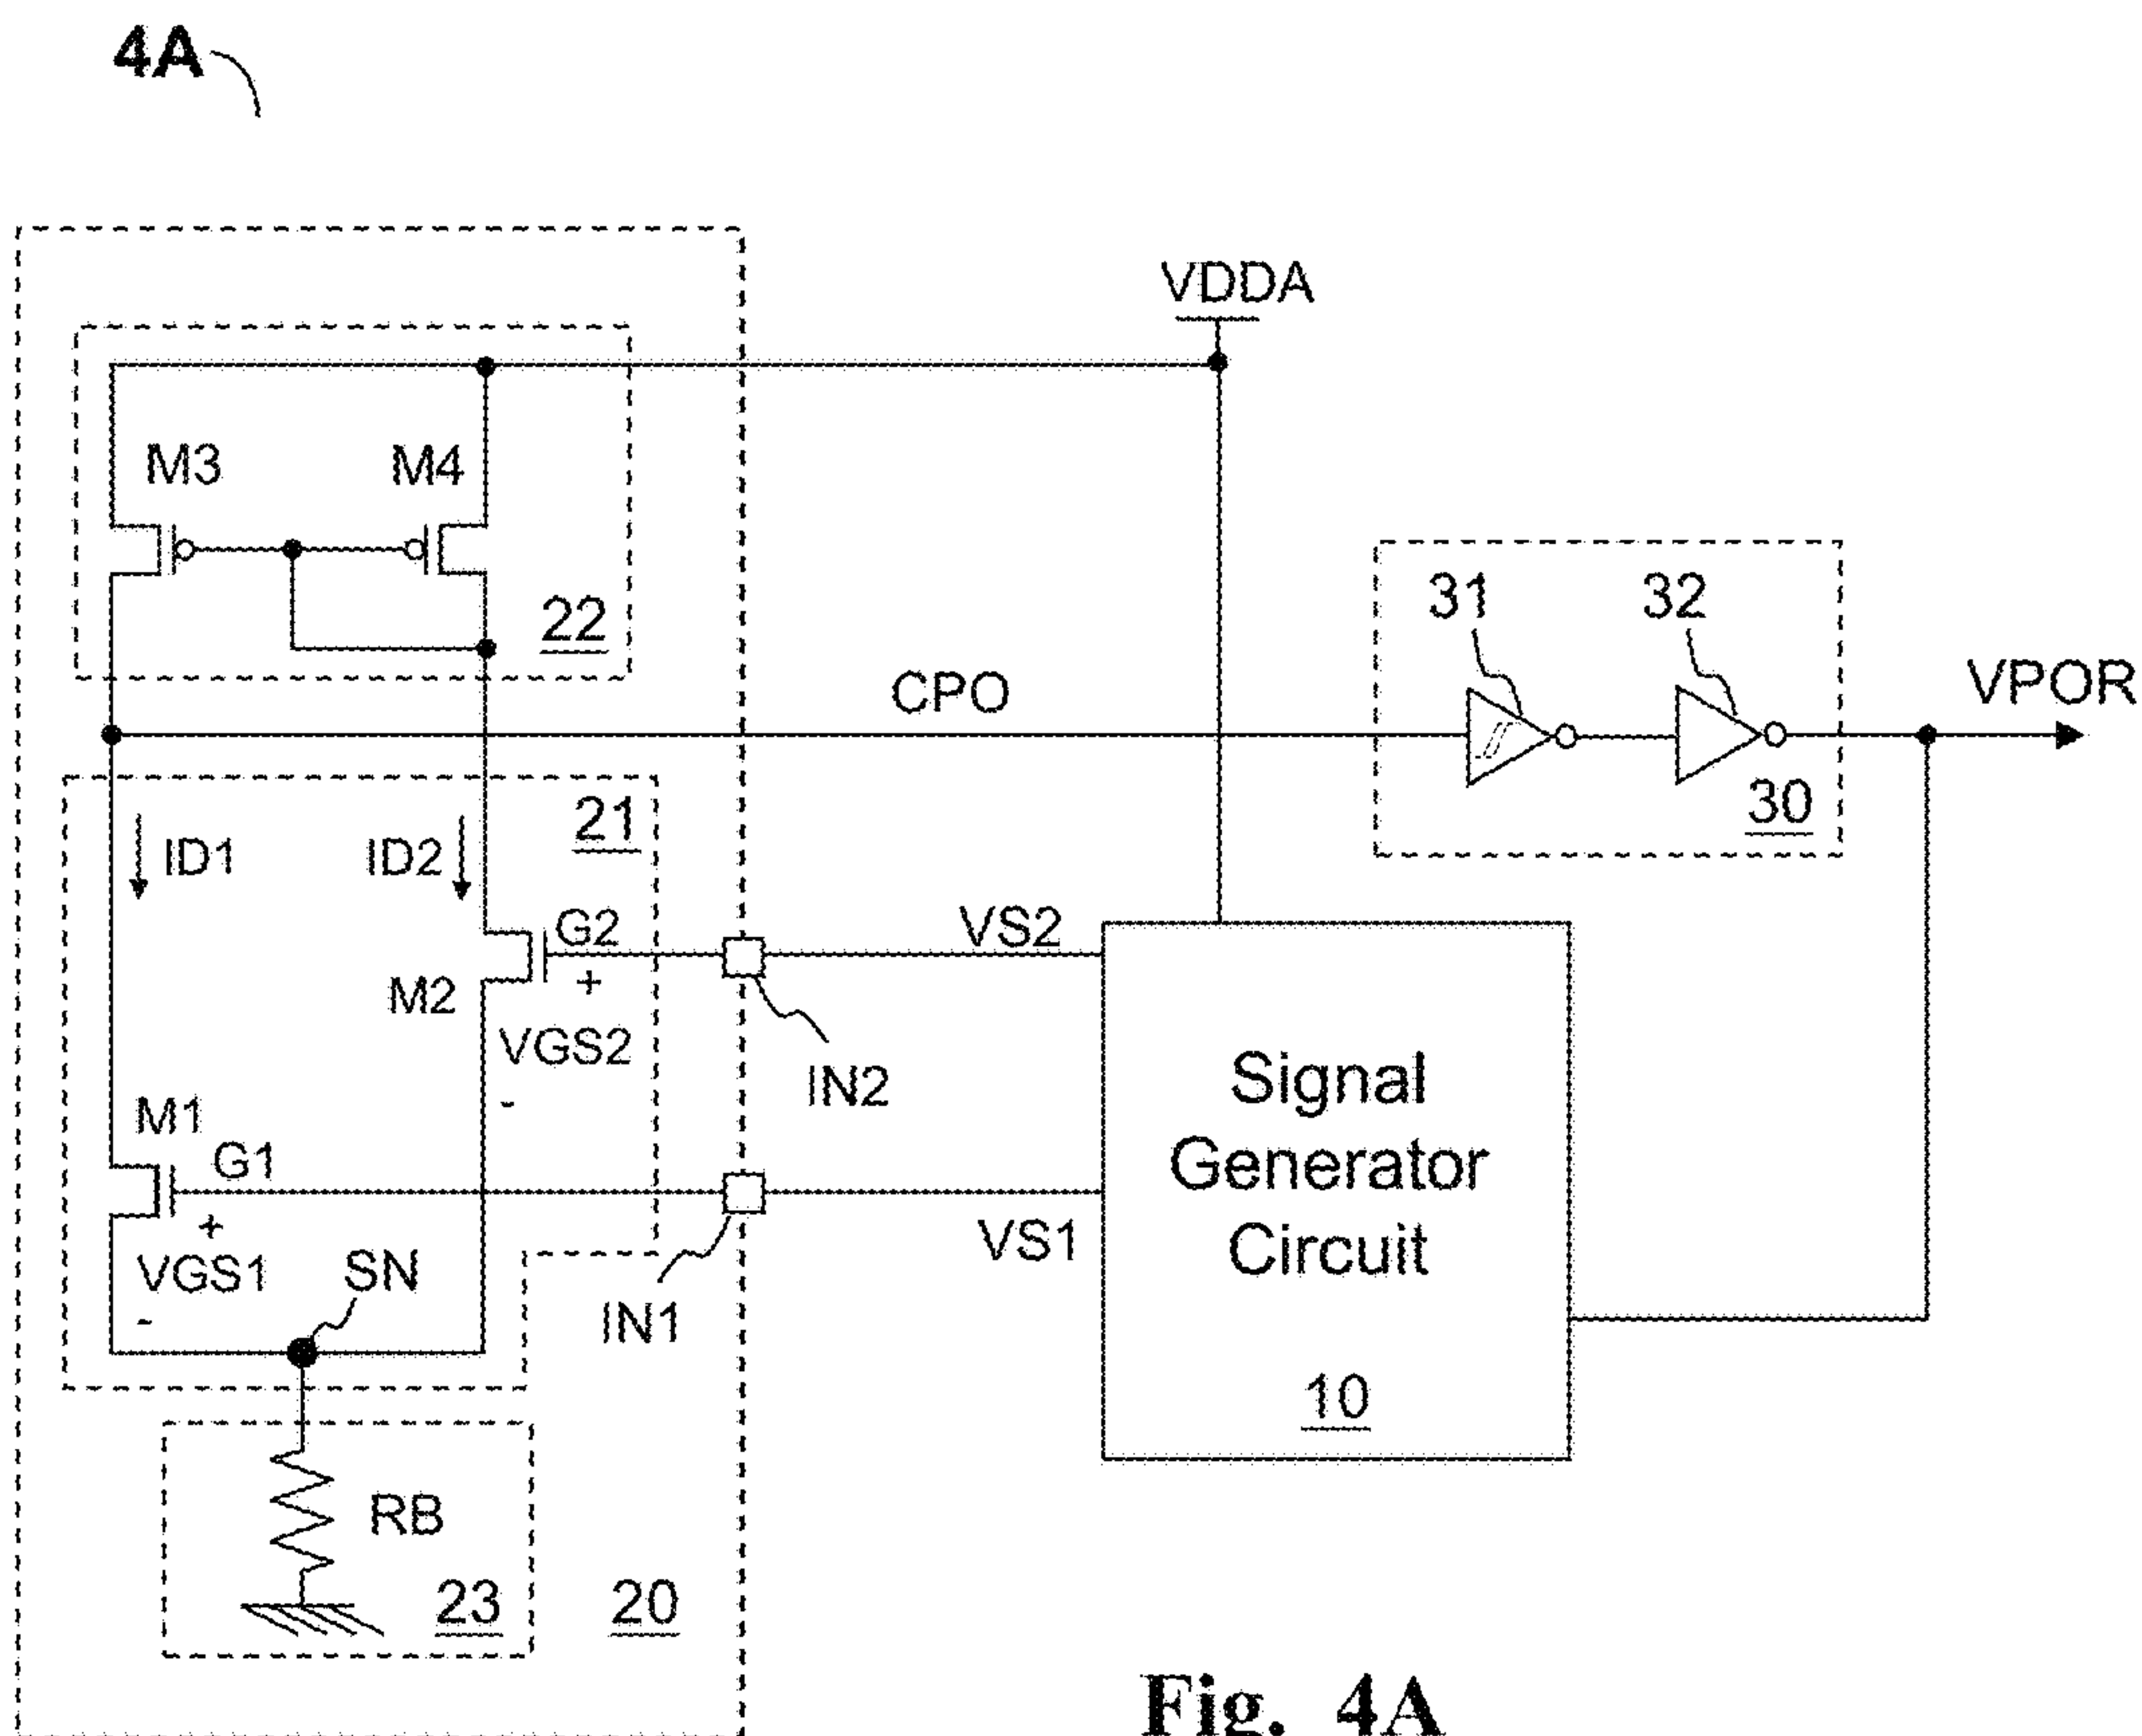 4A
VDDA
M3
M4
22
31
32
CPO
VPOR
30
21
ID1
ID2
G2
+
VS2
M2
VGS2
-
IN2
Signal
Generator
Circuit
10
M1
G1
+
VGS1
-
SN
IN1
VS1
RB
23
20
Fig. 4A